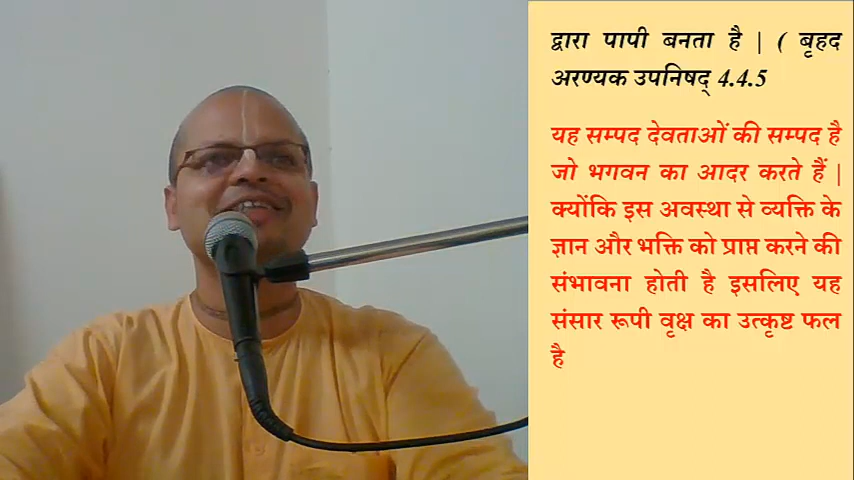 द्वारा पापी बनता है | ( बृहद
अरण्यक उपनिषद् 4.4.5
यह सम्पद देवताओं की सम्पद है
जो भगवन का आदर करते हैं |
क्योंकि इस अवस्था से व्यक्ति के
ज्ञान और भक्ति को प्राप्त करने की
संभावना होती है इसलिए यह
संसार रूपी वृक्ष का उत्कृष्ट फल
है